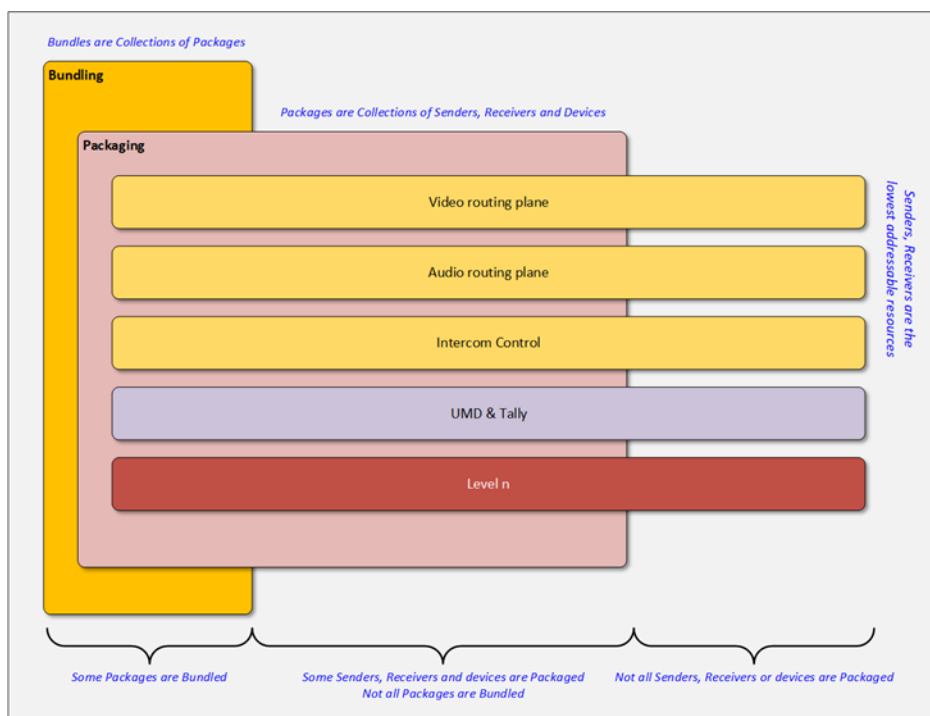 Bundles are Collections of Packages
Bundling
Packages are Collections of Senders, Receivers and Devices
Packaging
Video routing plane
Audio routing plane
Intercom Control
UMD & Tally
Level n
Senders, Receivers are the
lowest addressable resources
Some Packages are Bundled
Some Senders, Receivers and devices are Packaged
Not all Packages are Bundled
Not all Senders, Receivers or devices are Packaged